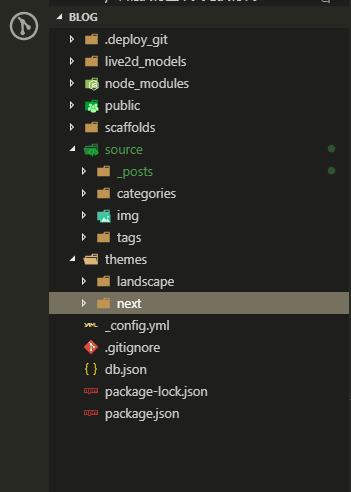 BLOG
.deploy_git
live2d_models
node_modules
public
scaffolds
source
_posts
categories
img
tags
themes
landscape
next
_config.yml
.gitignore
db.json
package-lock.json
package.json